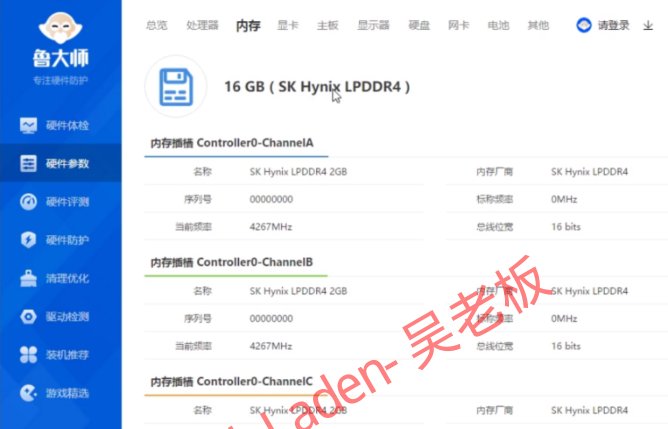 总览 处理器 内存 显卡 主板 显示器 硬盘 网卡 电池 其他 请登录
鲁大师
专注硬件防护
硬件体检
硬件参数
硬件评测
硬件防护
清理优化
驱动检测
装机推荐
游戏精选
16 GB ( SK Hynix LPDDR4 )
内存插槽 Controller0-ChannelA
名称 SK Hynix LPDDR4 2GB 内存厂商 SK Hynix LPDDR4
序列号 00000000 标称频率 0MHz
当前频率 4267MHz 总线位宽 16 bits
内存插槽 Controller0-ChannelB
名称 SK Hynix LPDDR4 2GB 内存厂商 SK Hynix LPDDR4
序列号 00000000 标称频率 0MHz
当前频率 4267MHz 总线位宽 16 bits
内存插槽 Controller0-ChannelC
名称 SK Hynix LPDDR4 2GB 内存厂商 SK Hynix LPDDR4
Laden- 吴老板